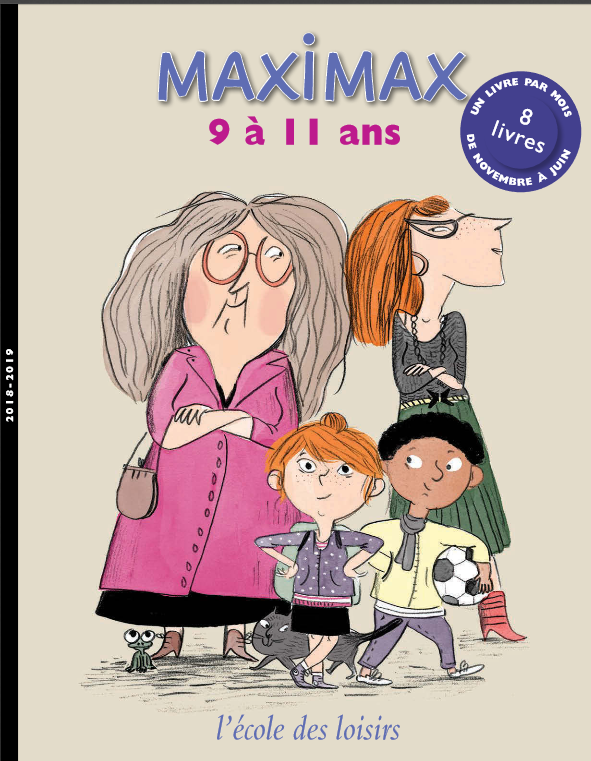 MAXiMAX
9 à 11 ans
UN LIVRE PAR MOIS
8
livres
DE NOVEMBRE À JUIN
2018-2019
l'école des loisirs